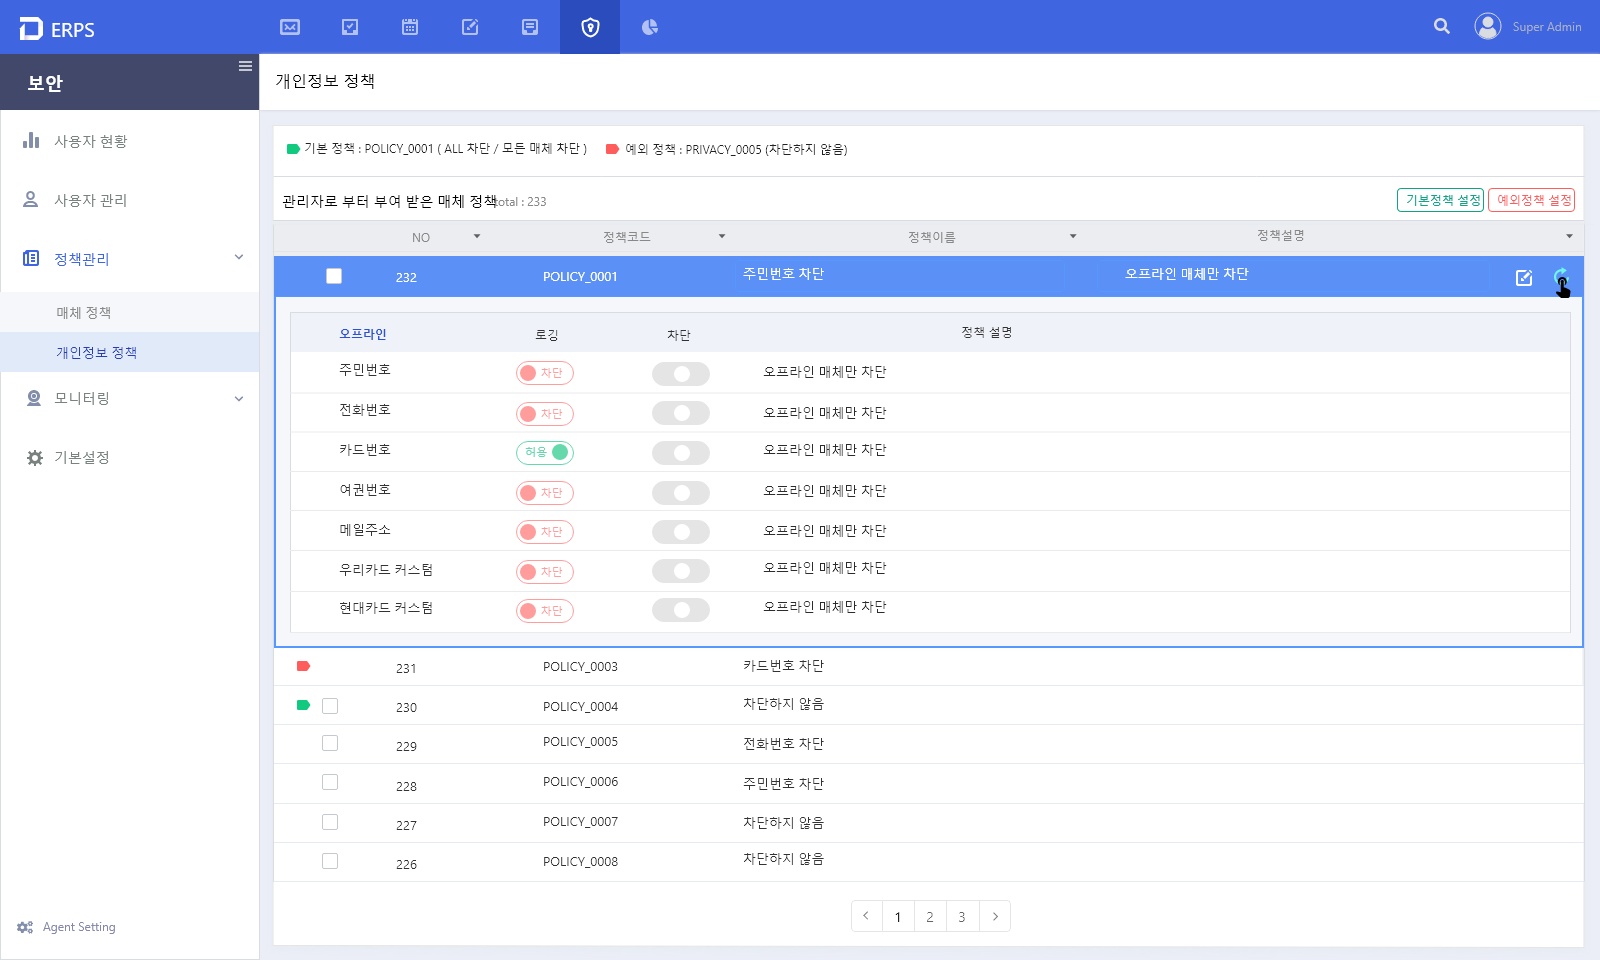 ERPS
Super Admin
보안
개인정보 정책
사용자 현황
사용자 관리
정책관리
매체 정책
개인정보 정책
모니터링
기본설정
Agent Setting
기본 정책 : POLICY_0001 ( ALL 차단 / 모든 매체 차단 ) 예외 정책 : PRIVACY_0005 (차단하지 않음)
관리자로 부터 부여 받은 매체 정책 total : 233 기본정책 설정 예외정책 설정
NO 정책코드 정책이름 정책설명
232 POLICY_0001 주민번호 차단 오프라인 매체만 차단
오프라인 로깅 차단 정책 설명
주민번호 차단 오프라인 매체만 차단
전화번호 차단 오프라인 매체만 차단
카드번호 허용 오프라인 매체만 차단
여권번호 차단 오프라인 매체만 차단
메일주소 차단 오프라인 매체만 차단
우리카드 커스텀 차단 오프라인 매체만 차단
현대카드 커스텀 차단 오프라인 매체만 차단
231 POLICY_0003 카드번호 차단
230 POLICY_0004 차단하지 않음
229 POLICY_0005 전화번호 차단
228 POLICY_0006 주민번호 차단
227 POLICY_0007 차단하지 않음
226 POLICY_0008 차단하지 않음
< 1 2 3 >